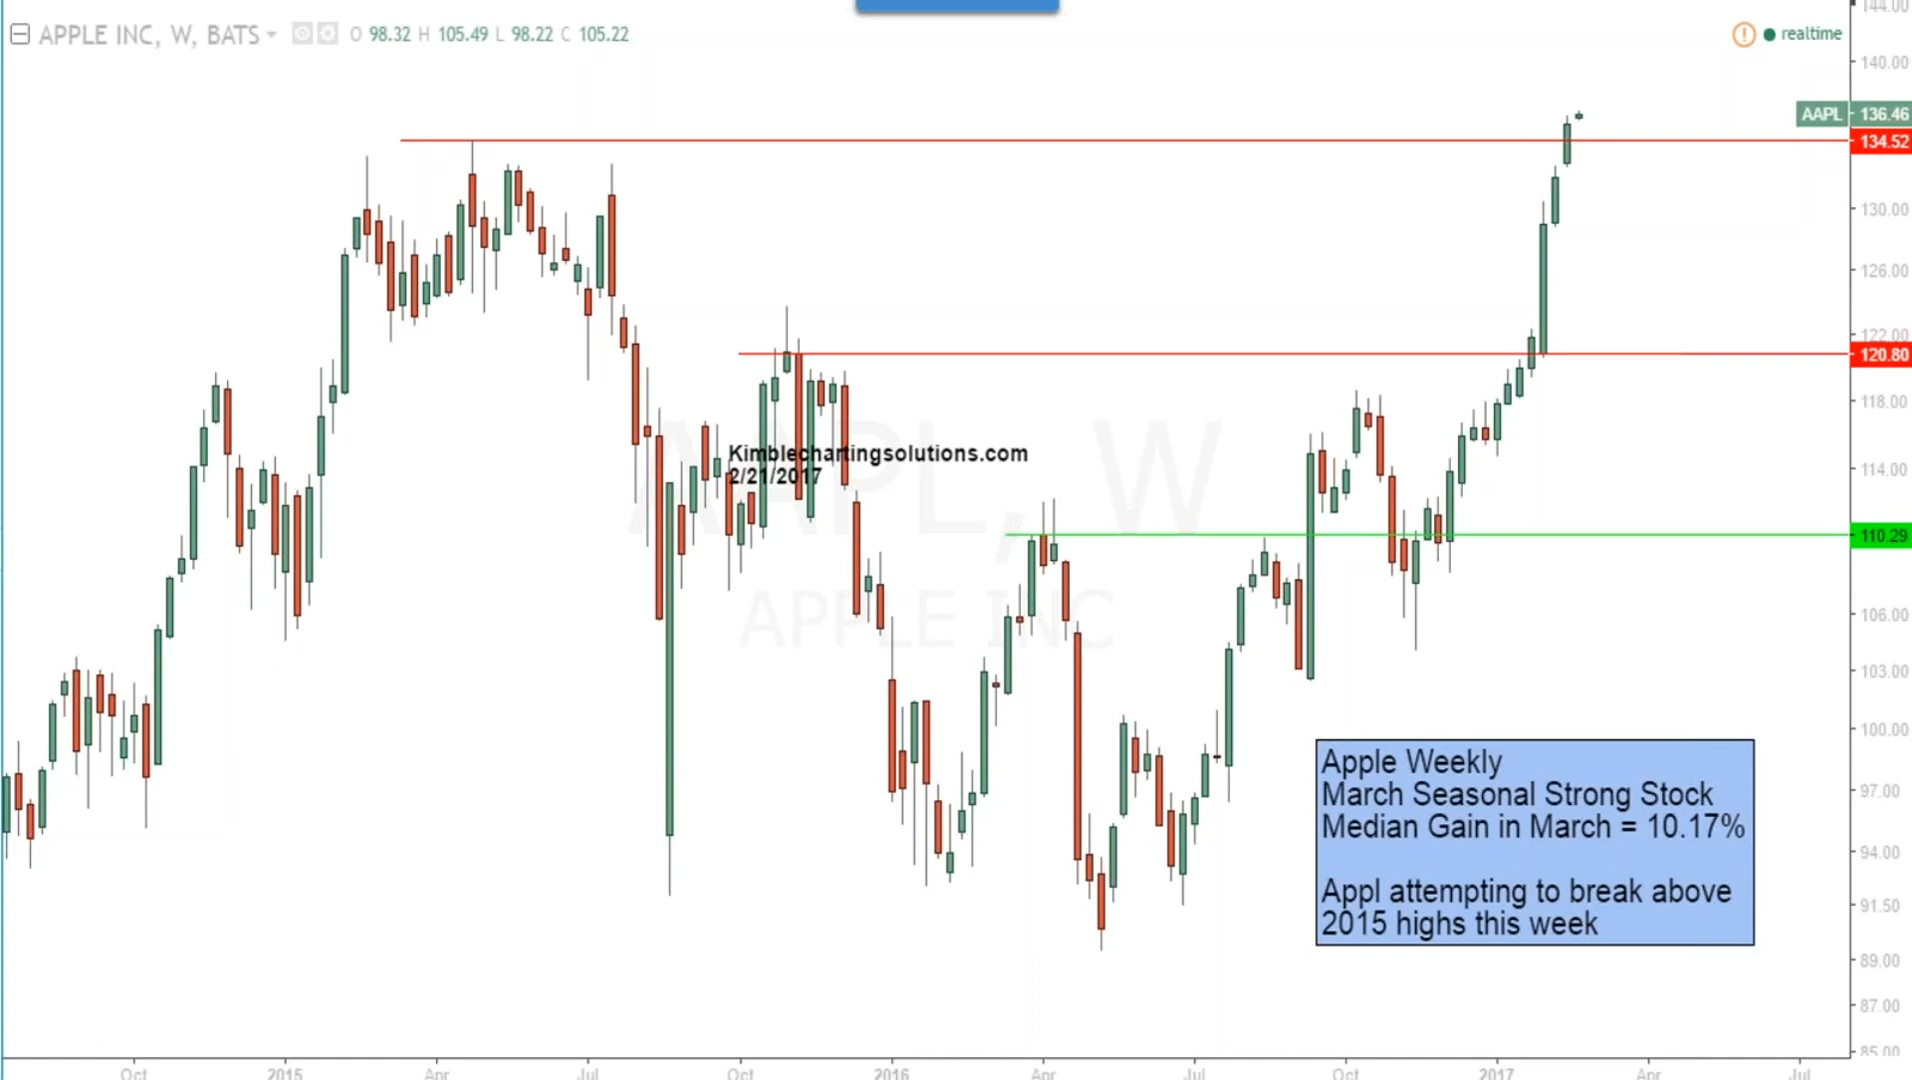 APPLE INC, W, BATS O 98.32 H 105.49 L 98.22 C 105.22
realtime
144.00
140.00
AAPL 136.46
134.52
130.00
126.00
122.00
120.80
118.00
114.00
110.29
106.00
103.00
100.00
97.00
94.00
91.50
89.00
87.00
85.00
Kimblechartingsolutions.com
2/21/2017
AAPL, W
APPLE INC
Apple Weekly
March Seasonal Strong Stock
Median Gain in March = 10.17%
Appl attempting to break above
2015 highs this week
Oct 2015 Apr Jul Oct 2016 Apr Jul Oct 2017 Apr Jul